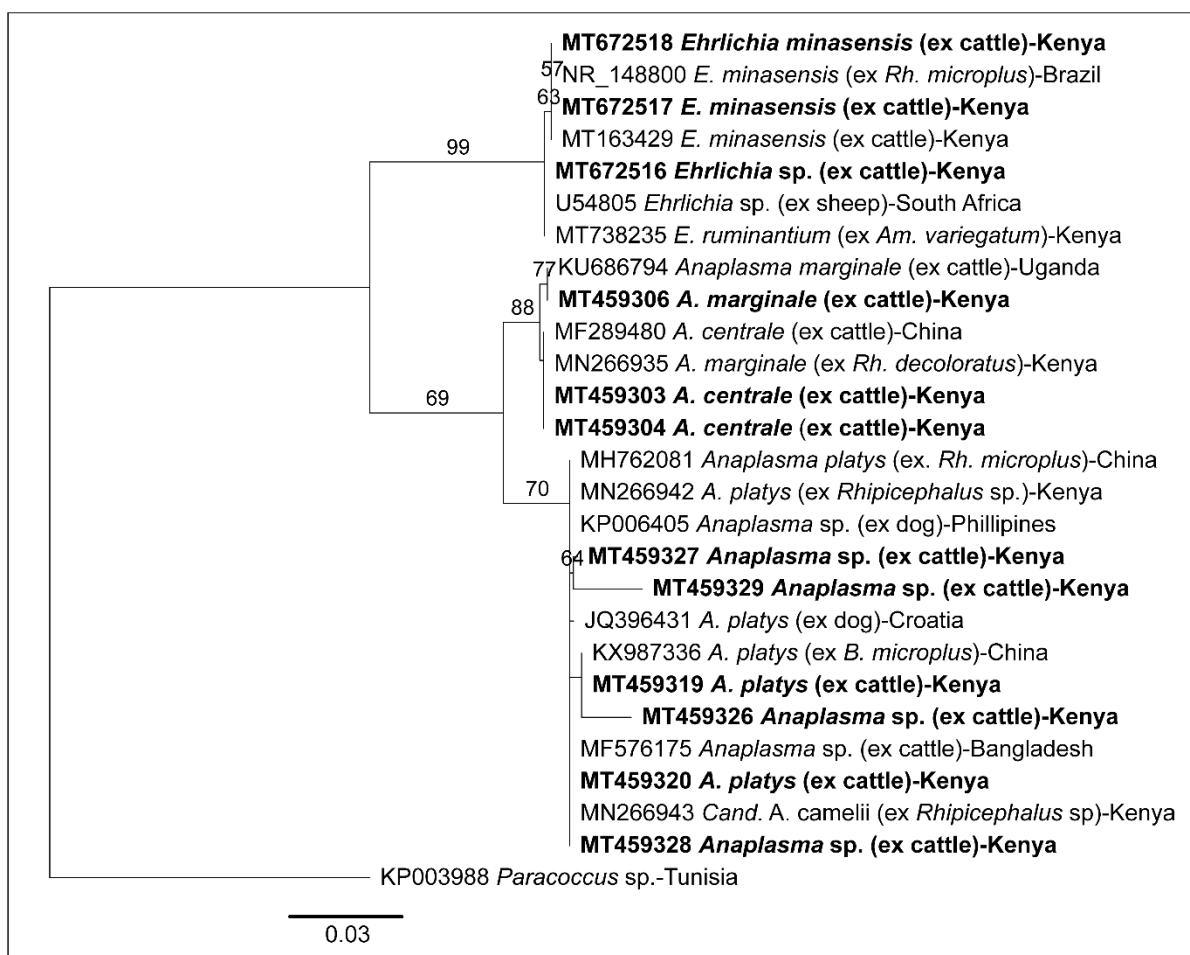 MT672518 Ehrlichia minasensis (ex cattle)-Kenya
57
NR_148800 E. minasensis (ex Rh. microplus)-Brazil
63
MT672517 E. minasensis (ex cattle)-Kenya
MT163429 E. minasensis (ex cattle)-Kenya
99
MT672516 Ehrlichia sp. (ex cattle)-Kenya
U54805 Ehrlichia sp. (ex sheep)-South Africa
MT738235 E. ruminantium (ex Am. variegatum)-Kenya
77
KU686794 Anaplasma marginale (ex cattle)-Uganda
MT459306 A. marginale (ex cattle)-Kenya
88
MF289480 A. centrale (ex cattle)-China
MN266935 A. marginale (ex Rh. decoloratus)-Kenya
MT459303 A. centrale (ex cattle)-Kenya
69
MT459304 A. centrale (ex cattle)-Kenya
MH762081 Anaplasma platys (ex. Rh. microplus)-China
70
MN266942 A. platys (ex Rhipicephalus sp.)-Kenya
KP006405 Anaplasma sp. (ex dog)-Phillipines
64
MT459327 Anaplasma sp. (ex cattle)-Kenya
MT459329 Anaplasma sp. (ex cattle)-Kenya
JQ396431 A. platys (ex dog)-Croatia
KX987336 A. platys (ex B. microplus)-China
MT459319 A. platys (ex cattle)-Kenya
MT459326 Anaplasma sp. (ex cattle)-Kenya
MF576175 Anaplasma sp. (ex cattle)-Bangladesh
MT459320 A. platys (ex cattle)-Kenya
MN266943 Cand. A. camelii (ex Rhipicephalus sp)-Kenya
MT459328 Anaplasma sp. (ex cattle)-Kenya
KP003988 Paracoccus sp.-Tunisia
0.03